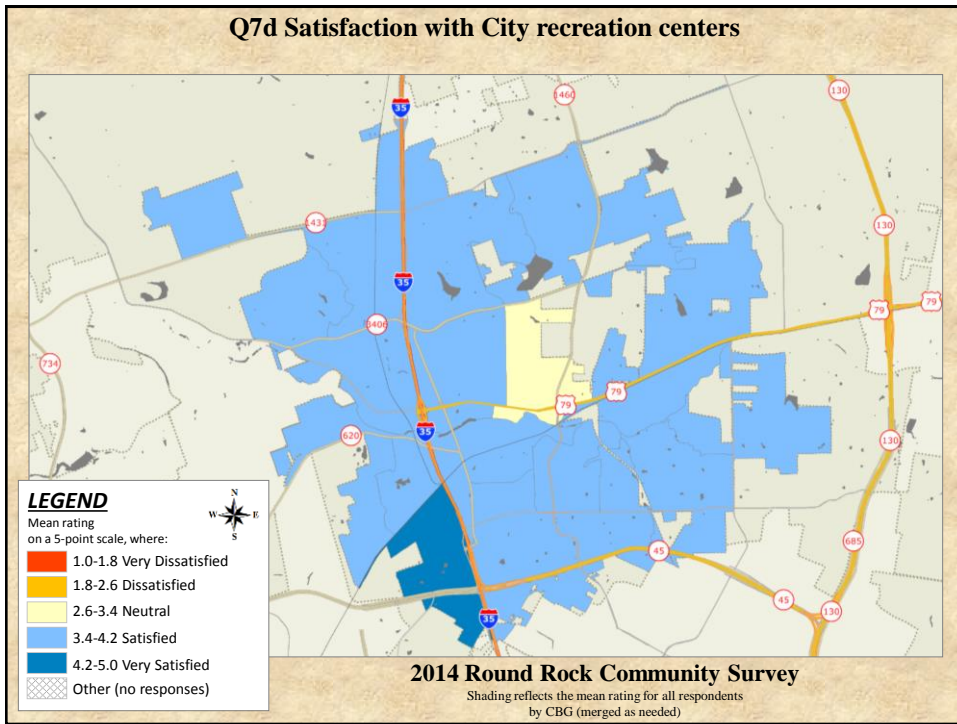 Q7d Satisfaction with City recreation centers
35
1460
130
1431
130
35
79
79
3406
734
79
79
35
620
130
45
685
45
130
35
LEGEND
Mean rating
on a 5-point scale, where:
N
W E
S
1.0-1.8 Very Dissatisfied
1.8-2.6 Dissatisfied
2.6-3.4 Neutral
3.4-4.2 Satisfied
4.2-5.0 Very Satisfied
Other (no responses)
2014 Round Rock Community Survey
Shading reflects the mean rating for all respondents
by CBG (merged as needed)